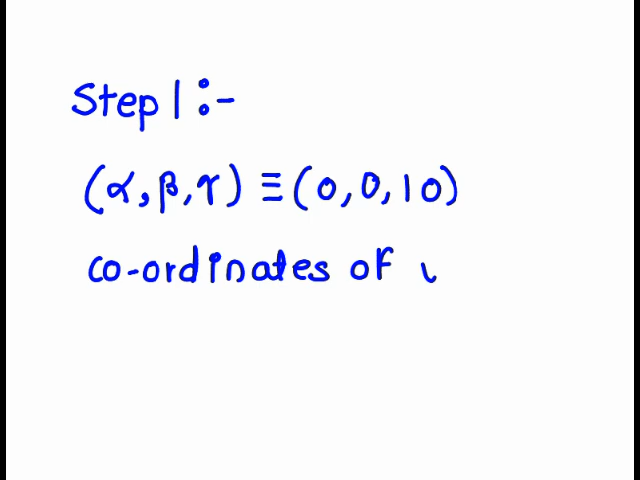 Step 1 :-
(α, β, γ) ≡ (0, 0, 10)
co-ordinates of